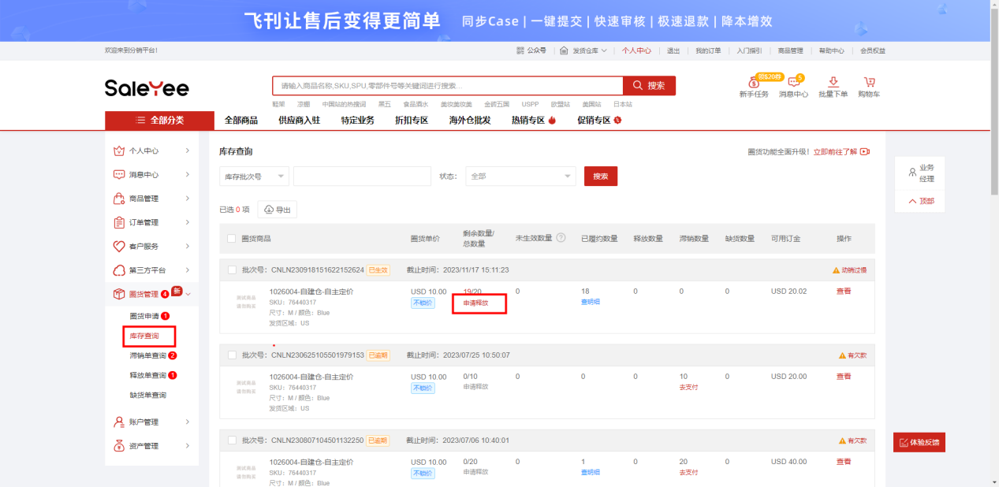 SaleYee
飞刊让售后变得更简单 同步Case | 一键提交 | 快速审核 | 极速退款 | 降本增效
欢迎来到分销平台! 公众号 发货仓库 个人中心 退出 我的订单 入门指引 商品管理 帮助中心 会员权益
SaleYee
请输入商品名称,SKU,SPU,零部件号等关键词进行搜索... 搜索
领$20券 5
新手任务 消息中心 批量下单 购物车
鞋架 凉棚 中国站的热搜词 黑五 食品酒水 美妆美妆美 金砖五国 USPP 欧盟站 美国站 日本站
全部分类 全部商品 供应商入驻 特定业务 折扣专区 海外仓批发 热销专区 促销专区
个人中心
消息中心
商品管理
订单管理
客户服务
第三方平台
圈货管理 4 新
圈货申请 1
库存查询
滞销单查询 2
释放单查询 1
缺货单查询
账户管理
资产管理
库存查询 圈货功能全面升级! 立即前往了解
库存批次号 状态: 全部 搜索
已选 0 项 导出
圈货商品 圈货单价 剩余数量/总数量 未生效数量 ? 已履约数量 释放数量 滞销数量 缺货数量 可用订金 操作
批次号: CNLN230918151622152624 已生效 截止时间: 2023/11/17 15:11:23 动销过慢
测试商品
请勿购买
1026004-自建仓-自主定价 USD 10.00 19/20 0 18 0 0 0 USD 20.02 查看
SKU: 76440317 不锁价 申请释放 查明细
尺寸: M / 颜色: Blue
发货区域: US
批次号: CNLN230625105501979153 已逾期 截止时间: 2023/07/25 10:50:07 有欠款
测试商品
请勿购买
1026004-自建仓-自主定价 USD 10.00 0/10 0 0 0 10 0 USD 20.00 查看
SKU: 76440317 不锁价 申请释放 去支付
尺寸: M / 颜色: Blue
发货区域: US
批次号: CNLN230807104501132250 已逾期 截止时间: 2023/07/06 10:40:01 有欠款
测试商品
请勿购买
1026004-自建仓-自主定价 USD 10.00 0/20 0 1 0 20 0 USD 40.00 查看
SKU: 76440317 不锁价 申请释放 查明细 去支付
尺寸: M / 颜色: Blue
业务
经理
顶部
体验反馈